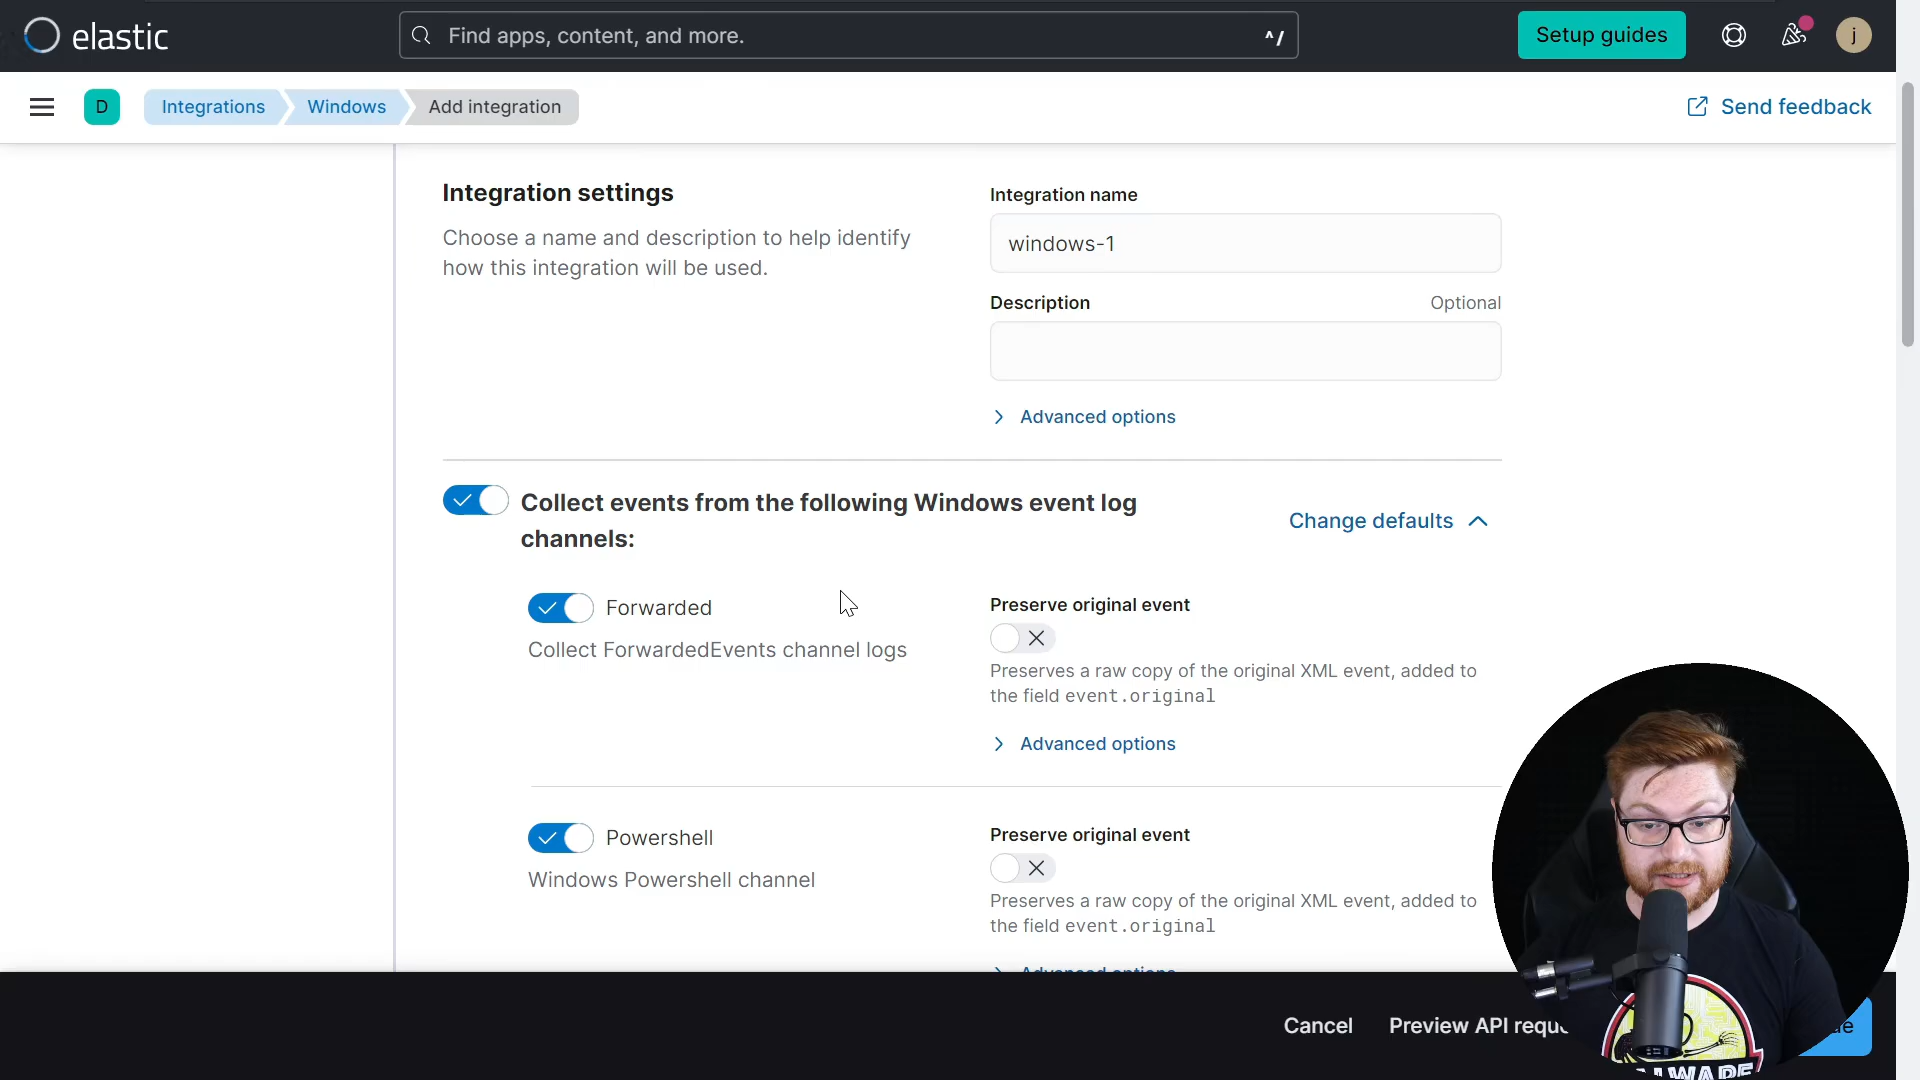 elastic
Find apps, content, and more.
^/
Setup guides
j
D
Integrations
Windows
Add integration
Send feedback
Integration settings
Choose a name and description to help identify
how this integration will be used.
Integration name
windows-1
Description
Optional
Advanced options
Collect events from the following Windows event log
channels:
Change defaults
Forwarded
Collect ForwardedEvents channel logs
Preserve original event
Preserves a raw copy of the original XML event, added to
the field event.original
Advanced options
Powershell
Windows Powershell channel
Preserve original event
Preserves a raw copy of the original XML event, added to
the field event.original
Advanced options
Cancel
Preview API